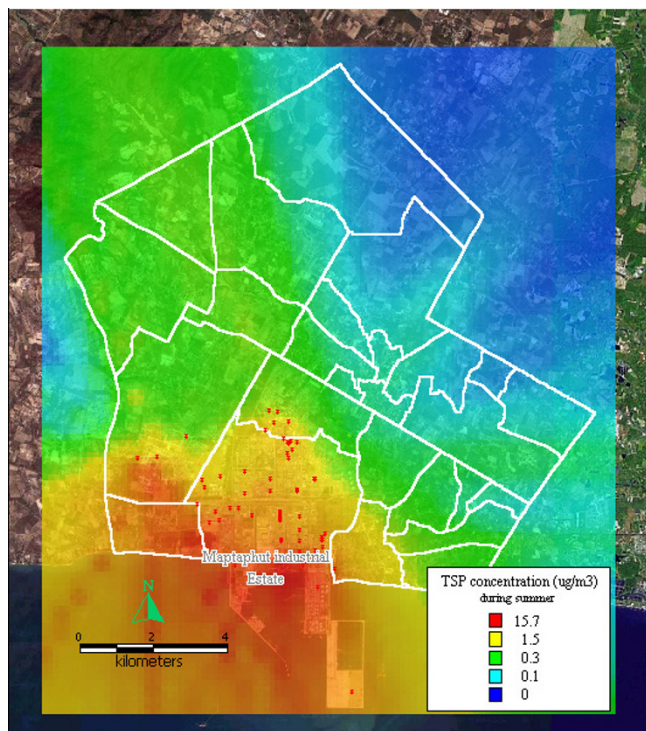 Maptaphut industrial
Estate
N
0 2 4
kilometers
TSP concentration (ug/m3)
during summer
15.7
1.5
0.3
0.1
0